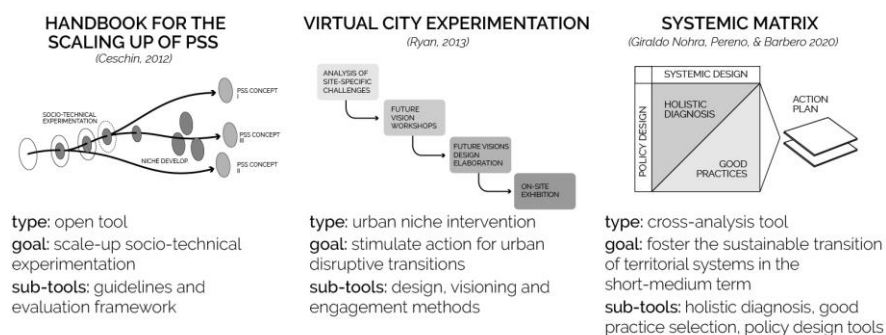 HANDBOOK FOR THE
SCALING UP OF PSS
(Ceschin, 2012)
SOCIO-TECHNICAL
EXPERIMENTATION
NICHE DEVELOP.
PSS CONCEPT
I
PSS CONCEPT
III
PSS CONCEPT
II
type: open tool
goal: scale-up socio-technical
experimentation
sub-tools: guidelines and
evaluation framework
VIRTUAL CITY EXPERIMENTATION
(Ryan, 2013)
ANALYSIS OF
SITE-SPECIFIC
CHALLENGES
FUTURE
VISION
WORKSHOPS
FUTURE VISIONS
DESIGN
ELABORATION
ON-SITE
EXHIBITION
type: urban niche intervention
goal: stimulate action for urban
disruptive transitions
sub-tools: design, visioning and
engagement methods
SYSTEMIC MATRIX
(Giraldo Nohra, Pereno, & Barbero 2020)
SYSTEMIC DESIGN
POLICY DESIGN
HOLISTIC
DIAGNOSIS
GOOD
PRACTICES
ACTION
PLAN
type: cross-analysis tool
goal: foster the sustainable transition
of territorial systems in the
short-medium term
sub-tools: holistic diagnosis, good
practice selection, policy design tools